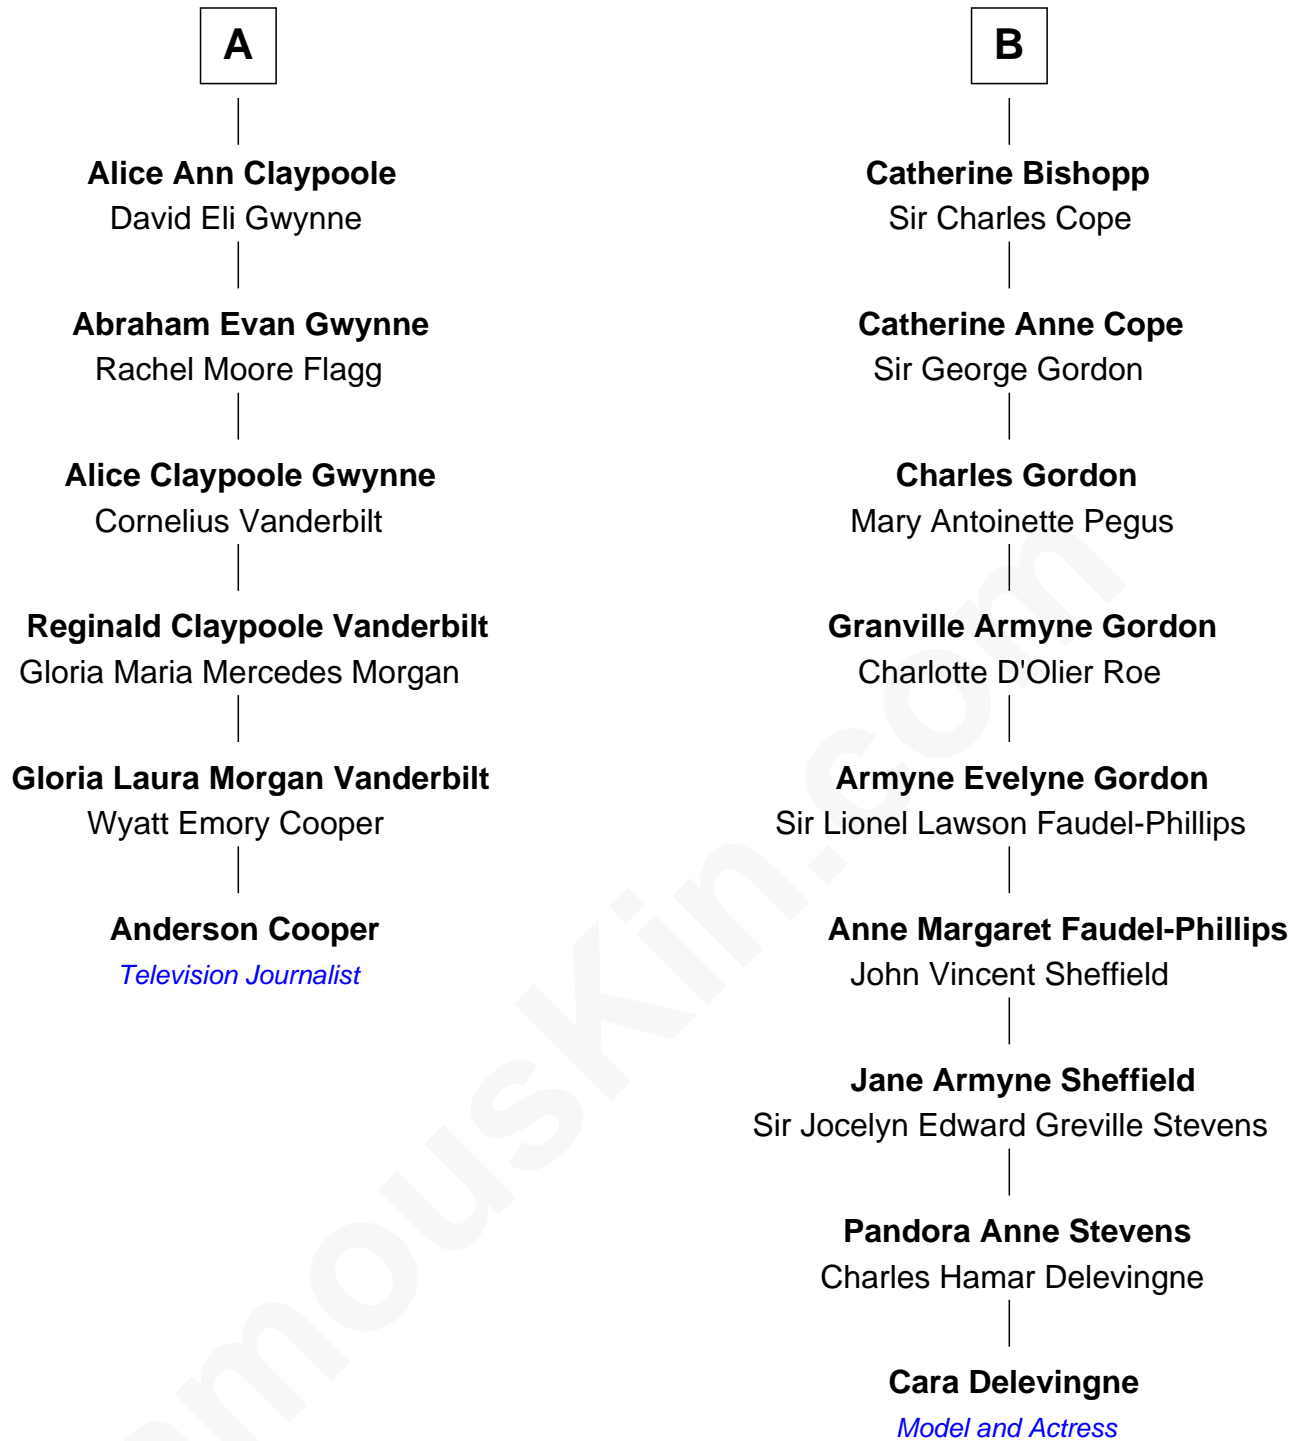 A
Alice Ann Claypoole
David Eli Gwynne
Abraham Evan Gwynne
Rachel Moore Flagg
Alice Claypoole Gwynne
Cornelius Vanderbilt
Reginald Claypoole Vanderbilt
Gloria Maria Mercedes Morgan
Gloria Laura Morgan Vanderbilt
Wyatt Emory Cooper
Anderson Cooper
Television Journalist
B
Catherine Bishopp
Sir Charles Cope
Catherine Anne Cope
Sir George Gordon
Charles Gordon
Mary Antoinette Pegus
Granville Armyne Gordon
Charlotte D'Olier Roe
Armyne Evelyne Gordon
Sir Lionel Lawson Faudel-Phillips
Anne Margaret Faudel-Phillips
John Vincent Sheffield
Jane Armyne Sheffield
Sir Jocelyn Edward Greville Stevens
Pandora Anne Stevens
Charles Hamar Delevingne
Cara Delevingne
Model and Actress
amousKin.com